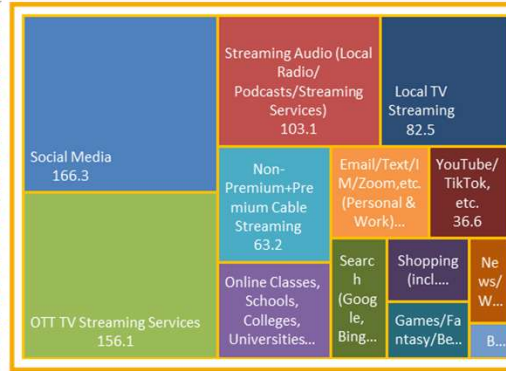 Social Media
166.3
OTT TV Streaming Services
156.1
Streaming Audio (Local
Radio/
Podcasts/Streaming
Services)
103.1
Local TV
Streaming
82.5
Non-
Premium+Pre
mium Cable
Streaming
63.2
Online Classes,
Schools,
Colleges,
Universities...
Email/Text/I
M/Zoom,etc.
(Personal &
Work)...
YouTube/
TikTok,
etc.
36.6
Searc
h
(Goog
le,
Bing...
Shopping
(incl....
Games/Fa
ntasy/Be...
Ne
ws/
W...
B...